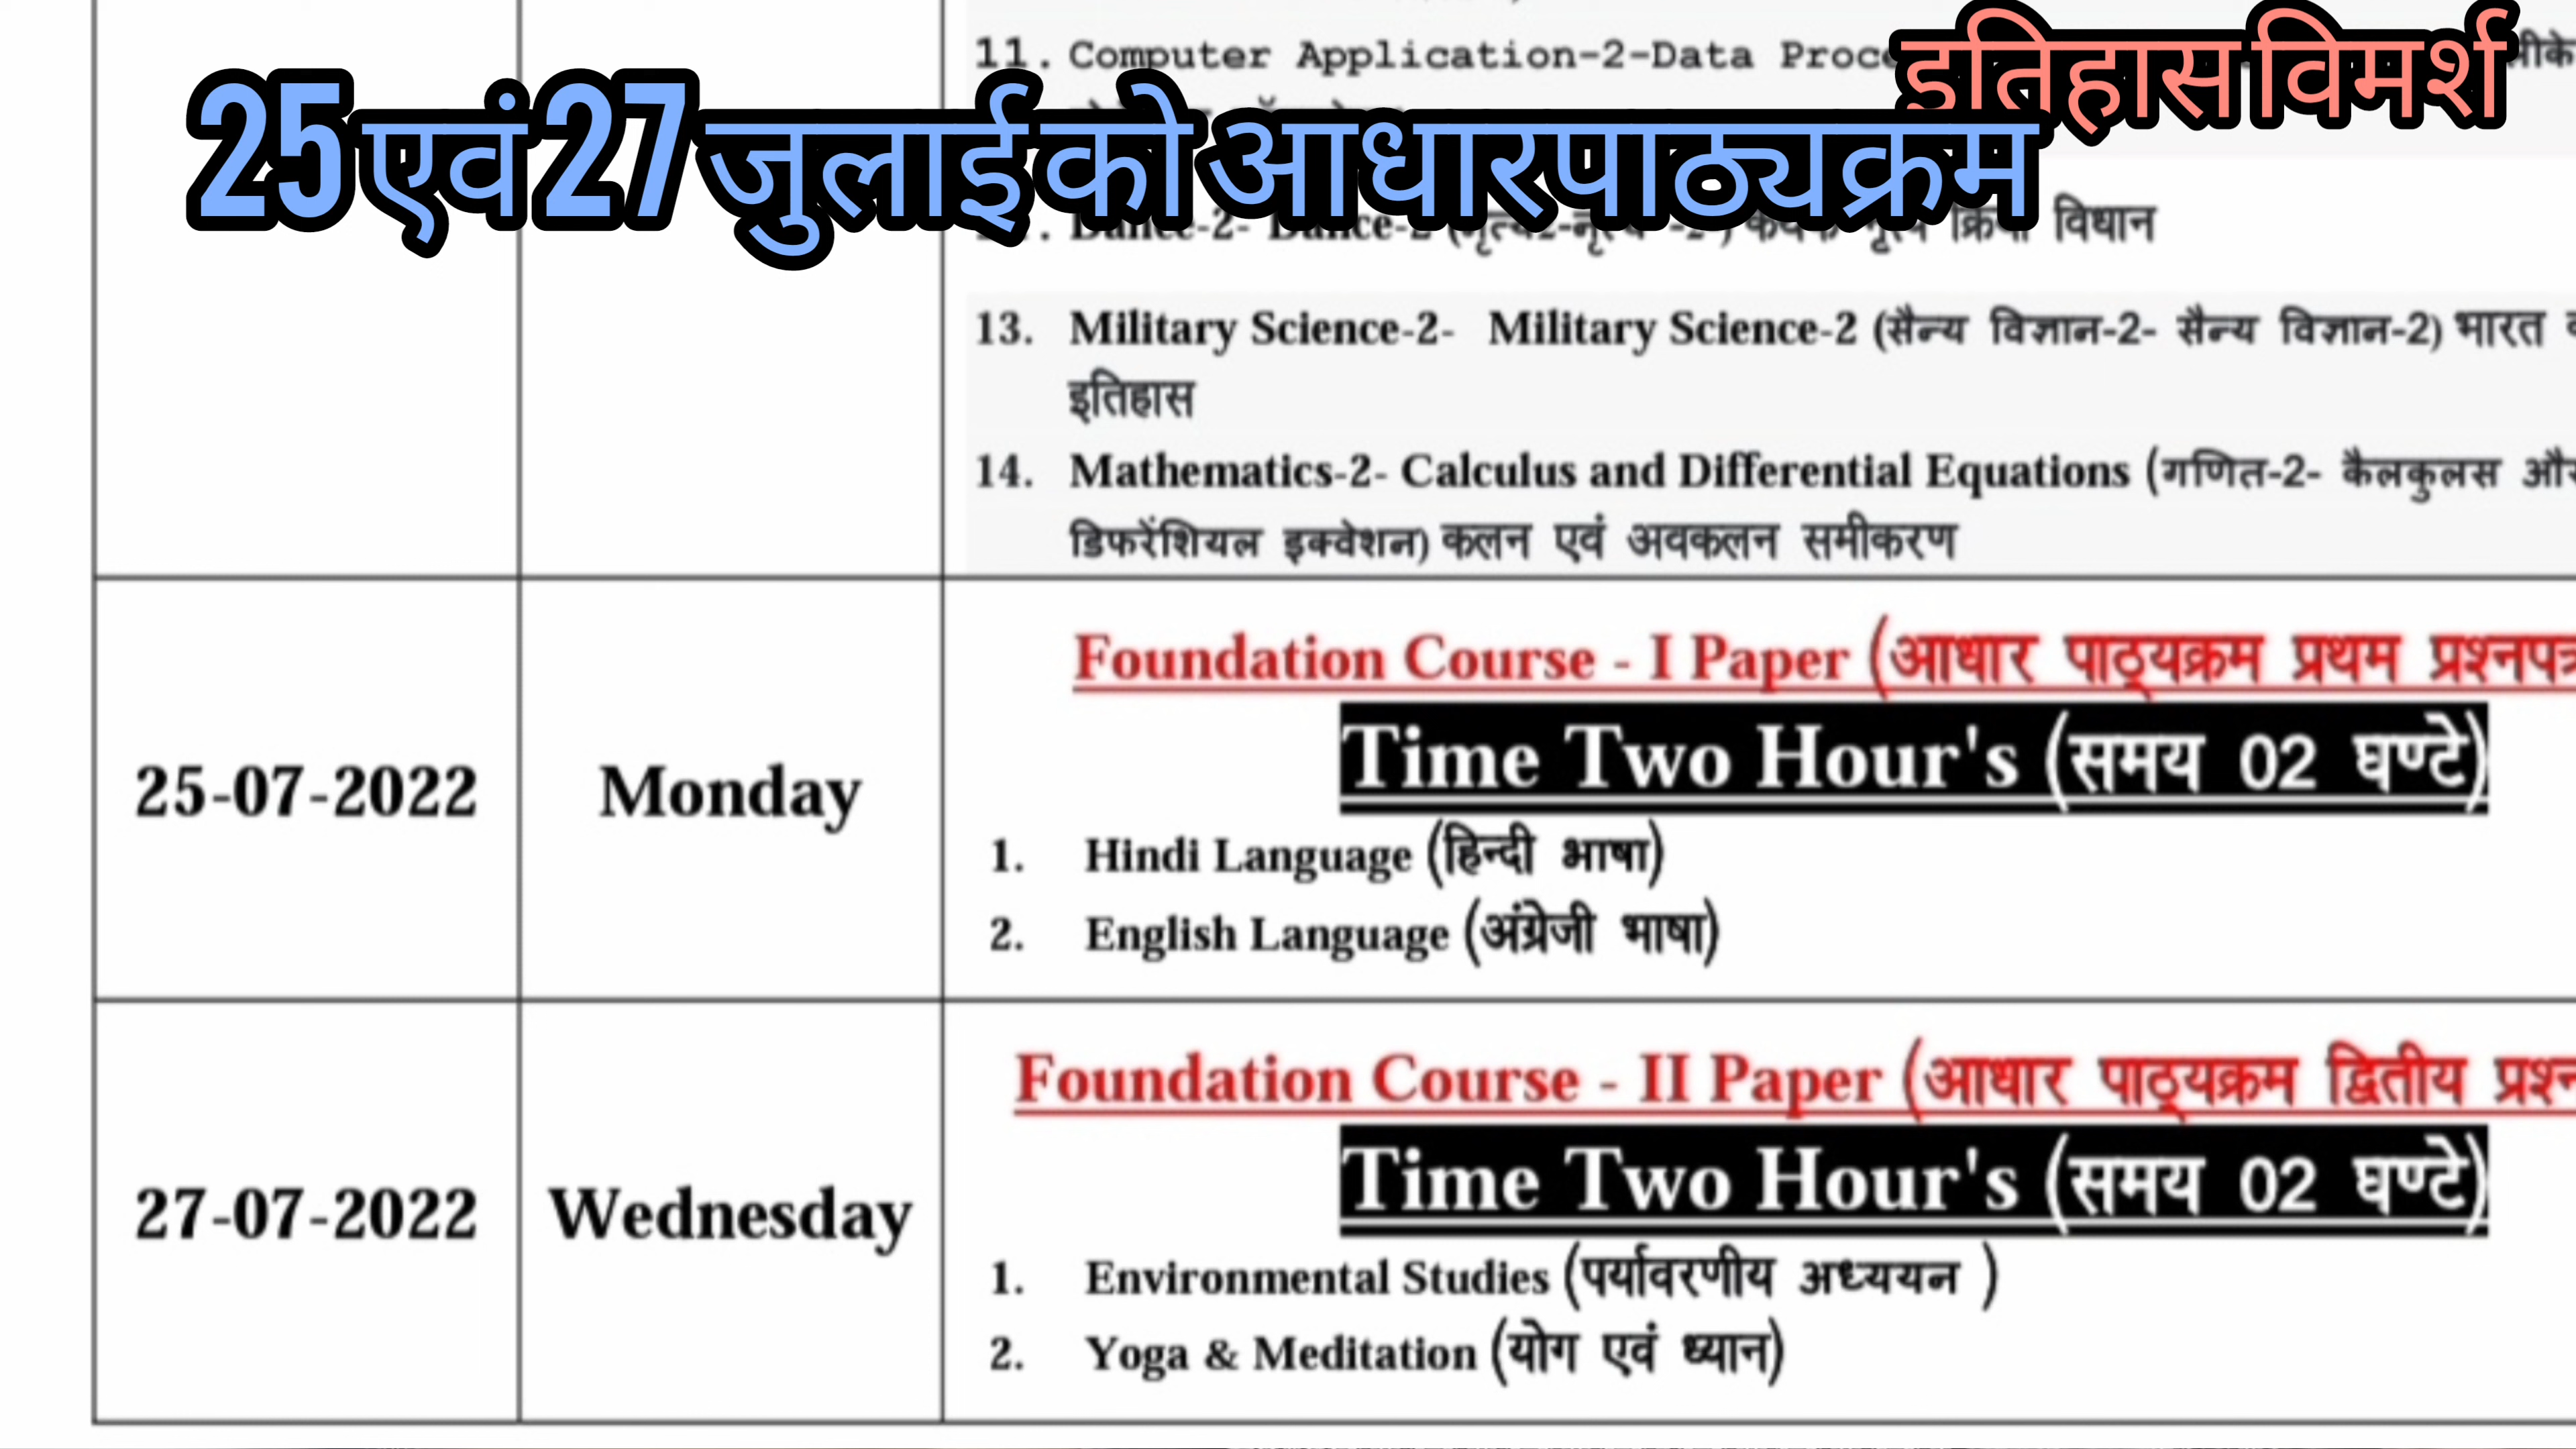 11. Computer Application-2-Data
इतिहास विमर्श
25 एवं 27 जुलाई को आधारपाठ्यक्रम
विधान
13. Military Science-2- Military Science-2 (सैन्य विज्ञान-2- सैन्य विज्ञान-2) भारत
इतिहास
14. Mathematics-2- Calculus and Differential Equations (गणित-2- कैलकुलस
डिफरेंशियल इक्वेशन) कलन एवं अवकलन समीकरण
Foundation Course - I Paper (आधार पाठ्यक्रम प्रथम प्रश्नपत्र
Time Two Hour's (समय 02 घण्टे)
25-07-2022 Monday
1. Hindi Language (हिन्दी भाषा)
2. English Language (अंग्रेजी भाषा)
Foundation Course - II Paper (आधार पाठ्यक्रम द्वितीय
Time Two Hour's (समय 02 घण्टे)
27-07-2022 Wednesday
1. Environmental Studies (पर्यावरणीय अध्ययन )
2. Yoga & Meditation (योग एवं ध्यान)